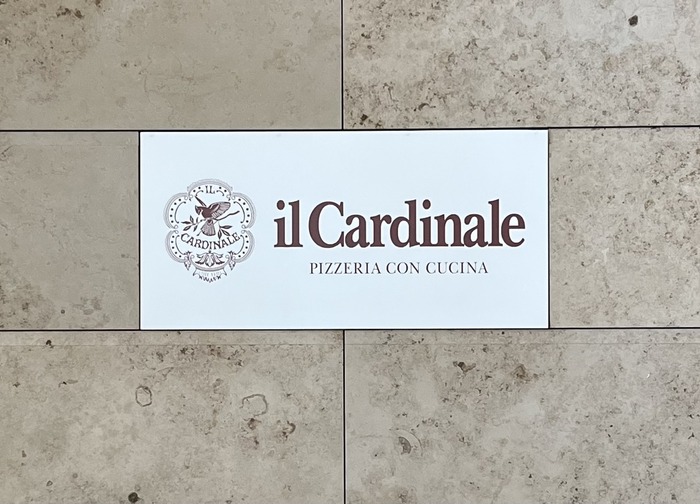 IL
CARDINALE
il Cardinale
PIZZERIA CON CUCINA